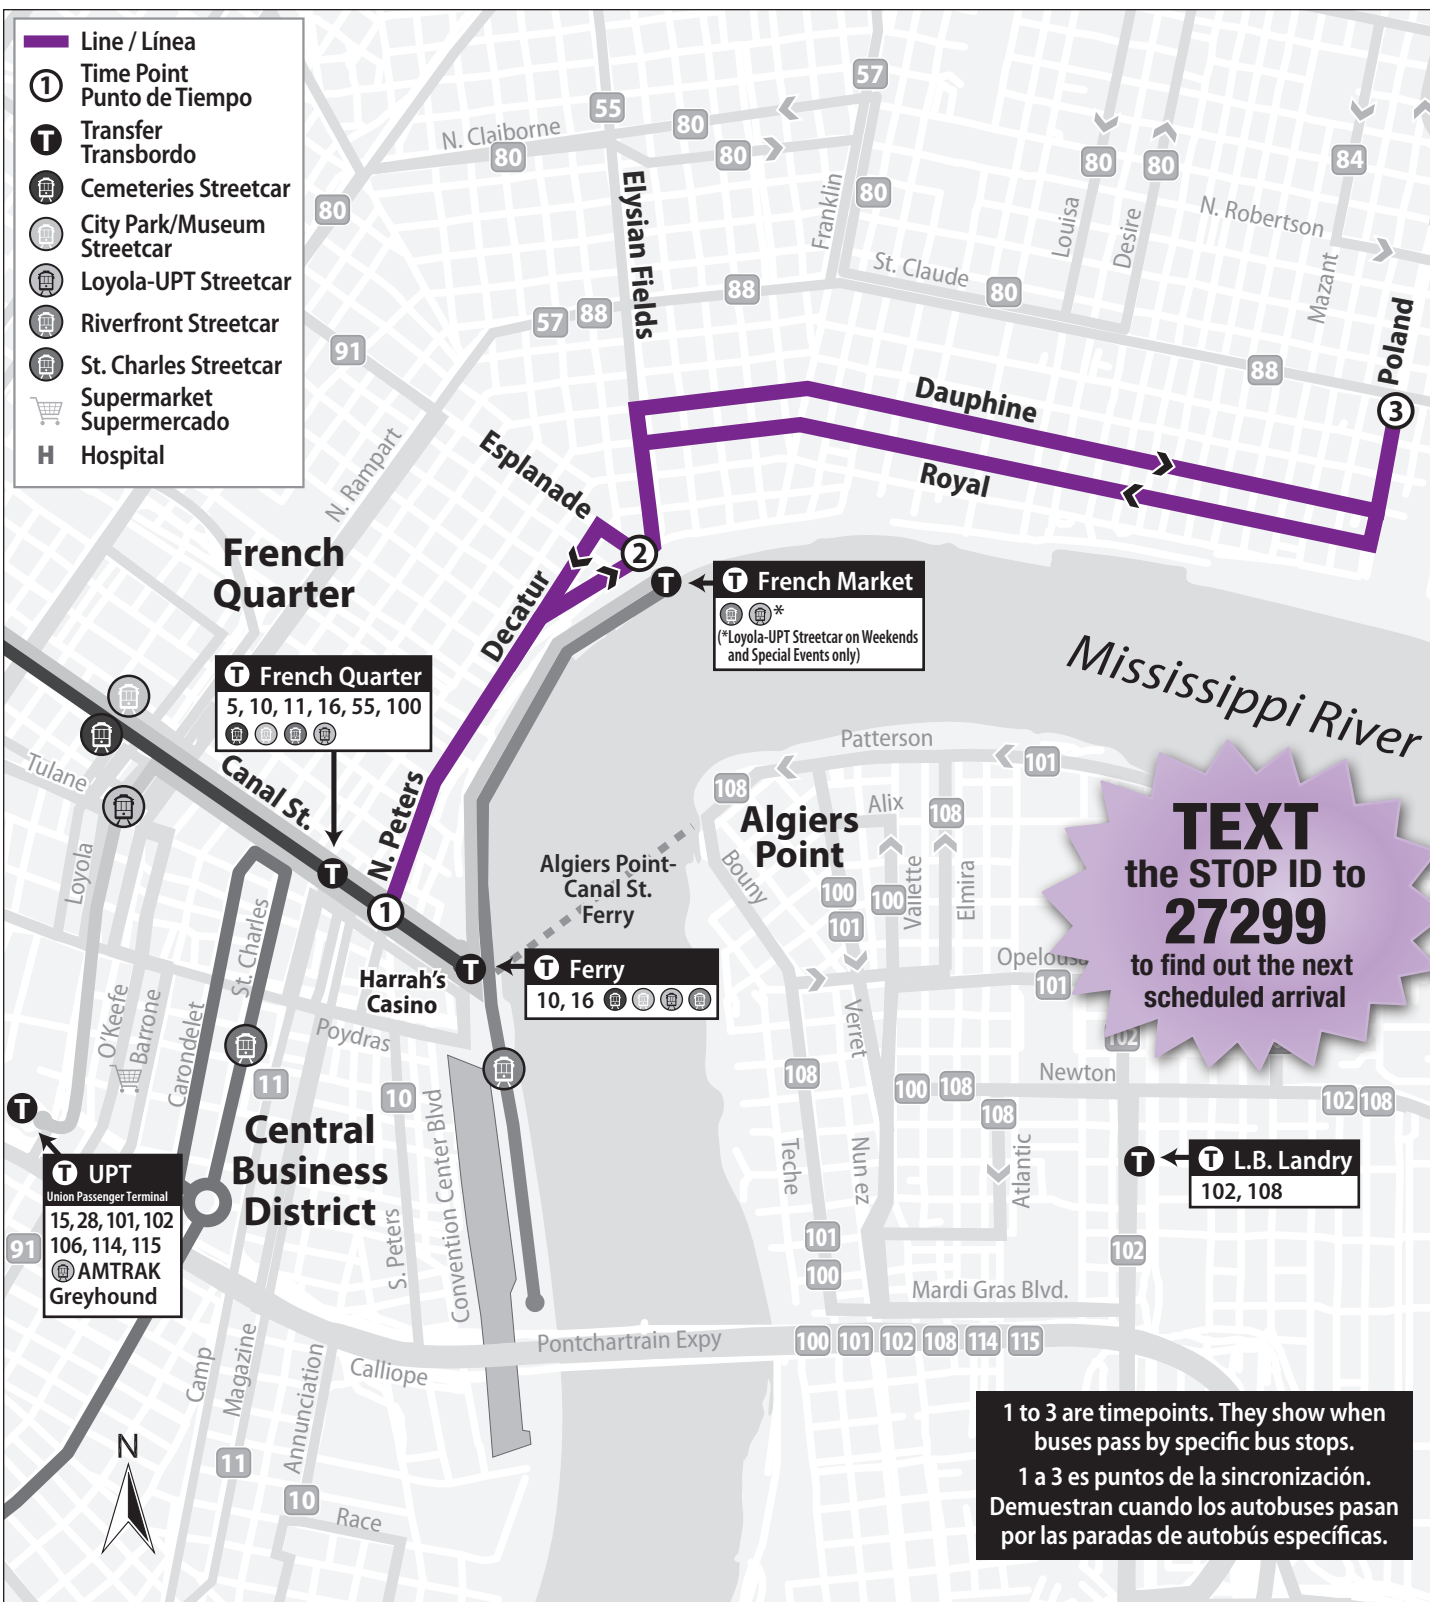 Line / Línea
1
Time Point
Punto de Tiempo
T
Transfer
Transbordo
Cemeteries Streetcar
City Park/Museum
Streetcar
Loyola-UPT Streetcar
Riverfront Streetcar
St. Charles Streetcar
Supermarket
Supermercado
H Hospital
57
55
80
N. Claiborne
80
80
80
80
84
80
80
Elysian Fields
Franklin
Louisa
Desire
N. Robertson
Mazant
St. Claude
80
88
57
88
91
88
Poland
3
Dauphine
Royal
Esplanade
N. Rampart
2
French
Quarter
Decatur
T
T French Market
*
(*Loyola-UPT Streetcar on Weekends
and Special Events only)
Mississippi River
T French Quarter
5, 10, 11, 16, 55, 100
Tulane
Canal St.
N. Peters
Loyola
T
1
Patterson
101
108
Alix
108
Algiers
Point
Bouny
100
100
101
Vallette
Elmira
Algiers Point-
Canal St.
Ferry
TEXT
the STOP ID to
27299
to find out the next
scheduled arrival
St. Charles
Harrah's
Casino
T
T Ferry
10, 16
Opelousa
101
102
O'Keefe
Barrone
Carondelet
Poydras
Verret
11
10
108
100
108
Newton
108
102
108
T
Central
Business
District
Convention Center Blvd
Teche
Nun ez
Atlantic
T
T L.B. Landry
102, 108
T UPT
Union Passenger Terminal
15, 28, 101, 102
106, 114, 115
AMTRAK
Greyhound
91
S. Peters
101
100
102
Mardi Gras Blvd.
Pontchartrain Expy
100
101
102
108
114
115
Camp
Magazine
Annunciation
Calliope
N
11
10
Race
1 to 3 are timepoints. They show when
buses pass by specific bus stops.
1 a 3 es puntos de la sincronización.
Demuestran cuando los autobuses pasan
por las paradas de autobús específicas.